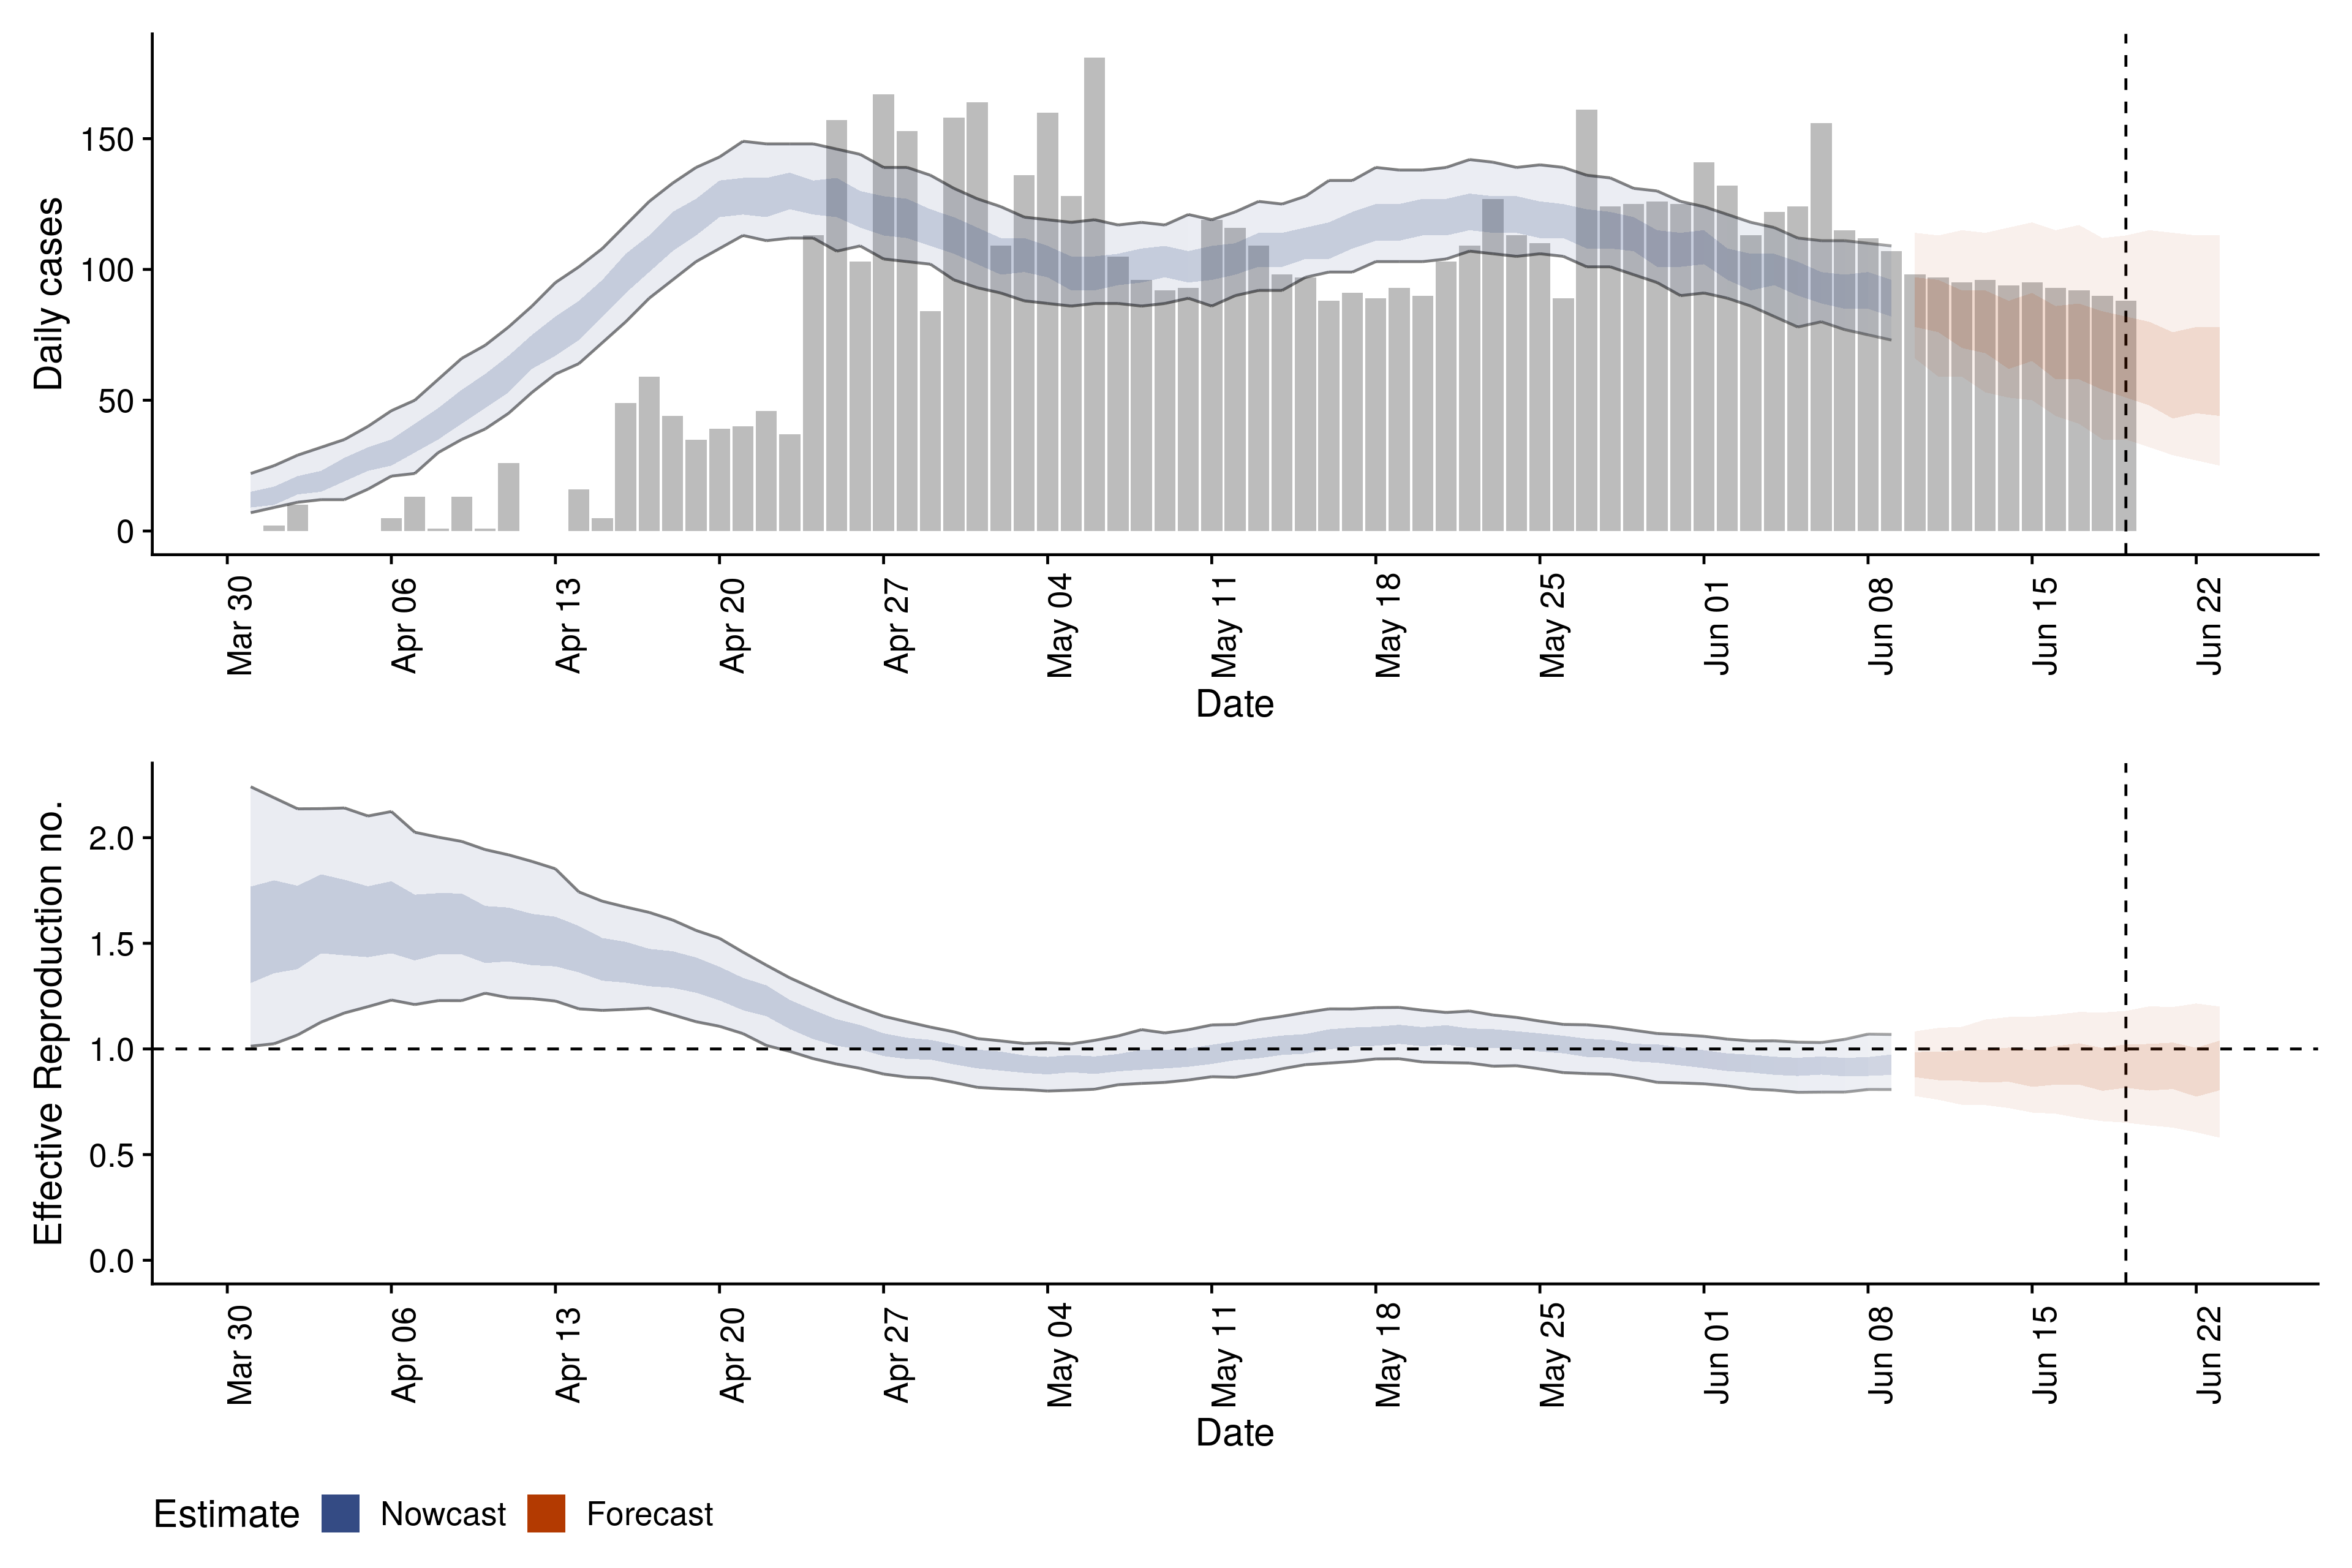 Daily cases
150
100
50
0
Mar 30 Apr 06 Apr 13 Apr 20 Apr 27 May 04 May 11 May 18 May 25 Jun 01 Jun 08 Jun 15 Jun 22
Date
Effective Reproduction no.
2.0
1.5
1.0
0.5
0.0
Mar 30 Apr 06 Apr 13 Apr 20 Apr 27 May 04 May 11 May 18 May 25 Jun 01 Jun 08 Jun 15 Jun 22
Date
Estimate Nowcast Forecast